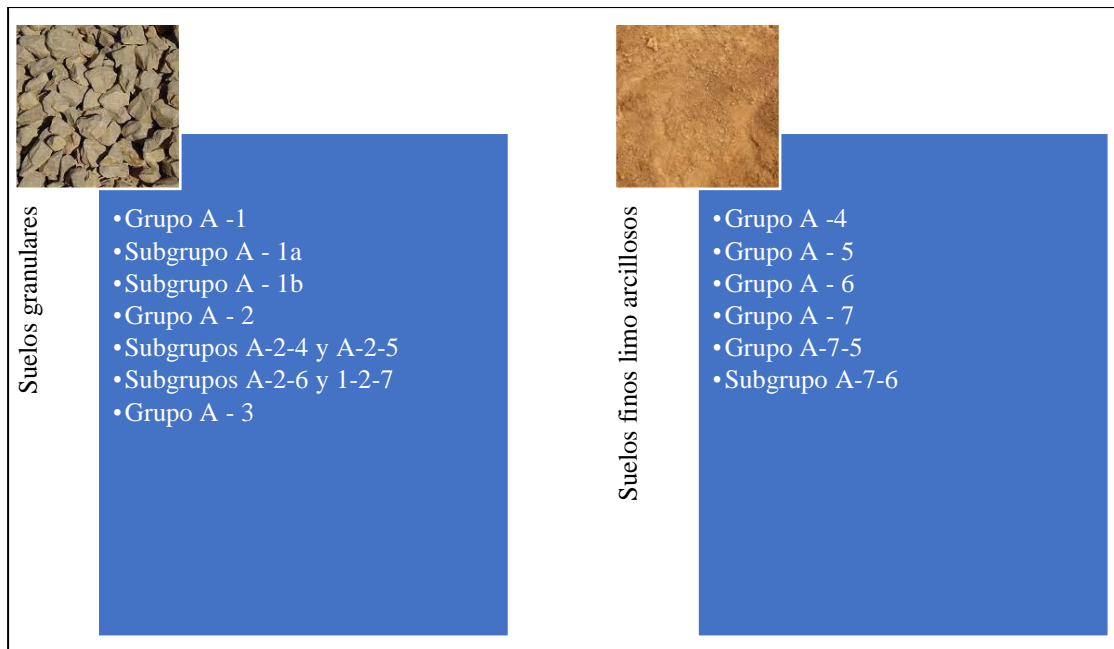 Suelos granulares
•Grupo A -1
•Subgrupo A - 1a
•Subgrupo A - 1b
•Grupo A - 2
•Subgrupos A-2-4 y A-2-5
•Subgrupos A-2-6 y 1-2-7
•Grupo A - 3
Suelos finos limo arcillosos
•Grupo A -4
•Grupo A - 5
•Grupo A - 6
•Grupo A - 7
•Grupo A-7-5
•Subgrupo A-7-6